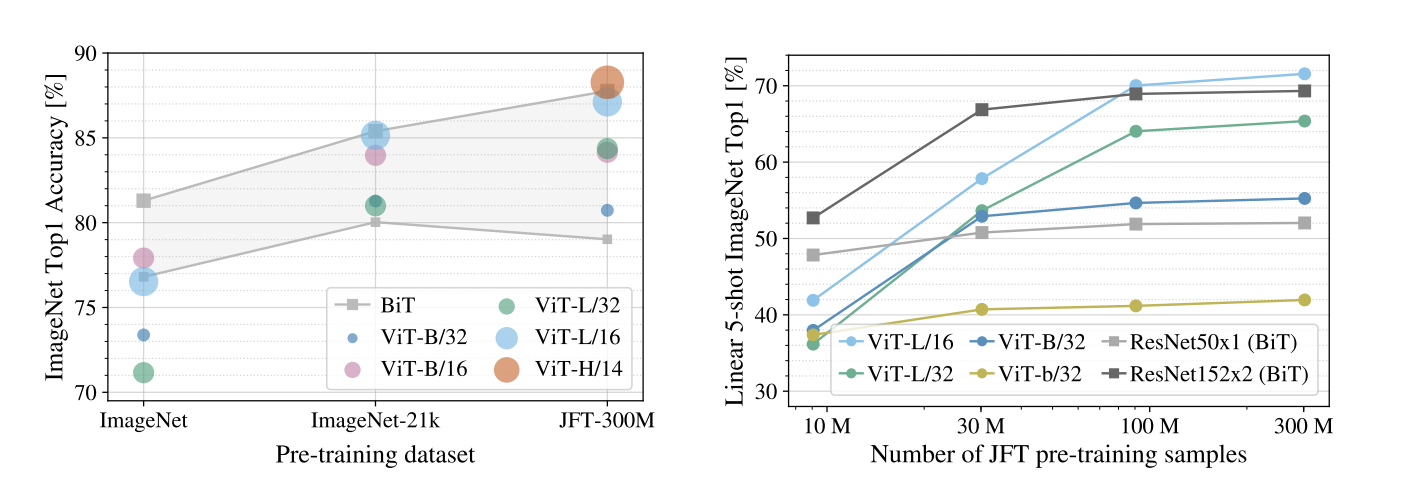 90
85
80
75
70
ImageNet Top1 Accuracy [%]
BiT
ViT-B/32
ViT-B/16
ViT-L/32
ViT-L/16
ViT-H/14
ImageNet
ImageNet-21k
JFT-300M
Pre-training dataset
70
60
50
40
30
Linear 5-shot ImageNet Top1 [%]
ViT-L/16
ViT-L/32
ViT-B/32
ViT-b/32
ResNet50x1 (BiT)
ResNet152x2 (BiT)
10 M
30 M
100 M
300 M
Number of JFT pre-training samples